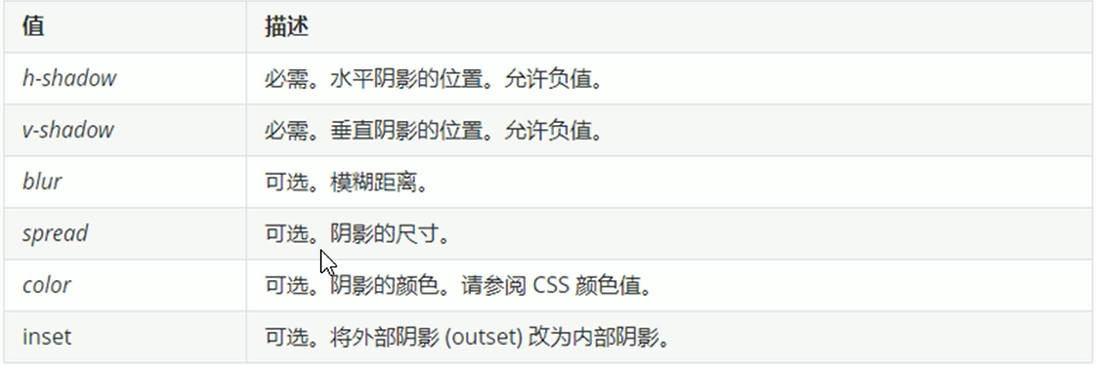 值 描述
h-shadow 必需。水平阴影的位置。允许负值。
v-shadow 必需。垂直阴影的位置。允许负值。
blur 可选。模糊距离。
spread 可选。阴影的尺寸。
color 可选。阴影的颜色。请参阅 CSS 颜色值。
inset 可选。将外部阴影 (outset) 改为内部阴影。